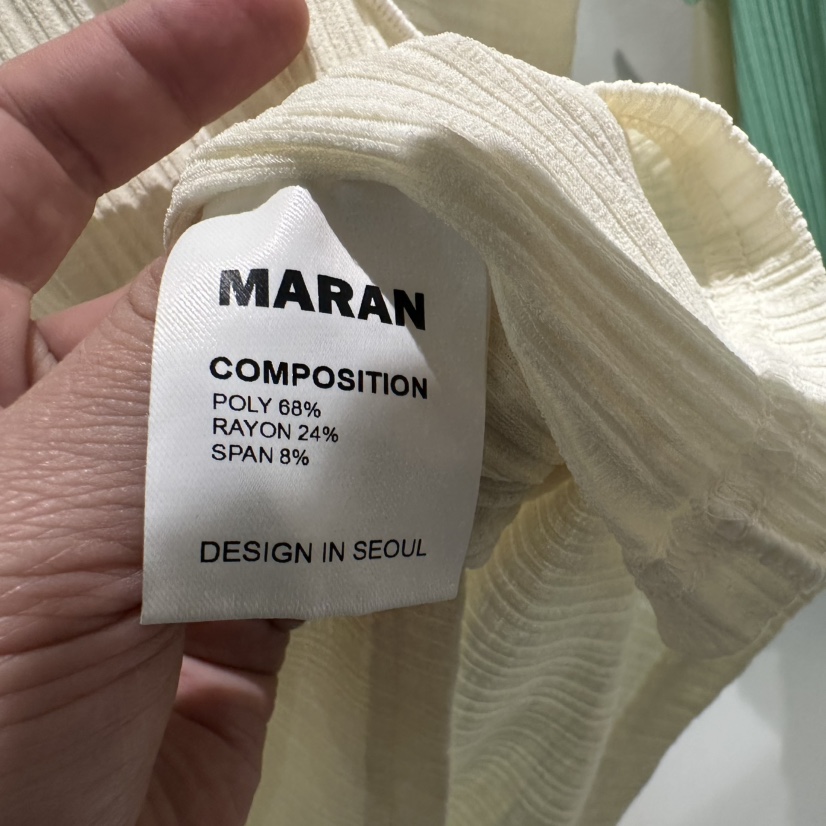 MARAN
COMPOSITION
POLY 68%
RAYON 24%
SPAN 8%
DESIGN IN SEOUL